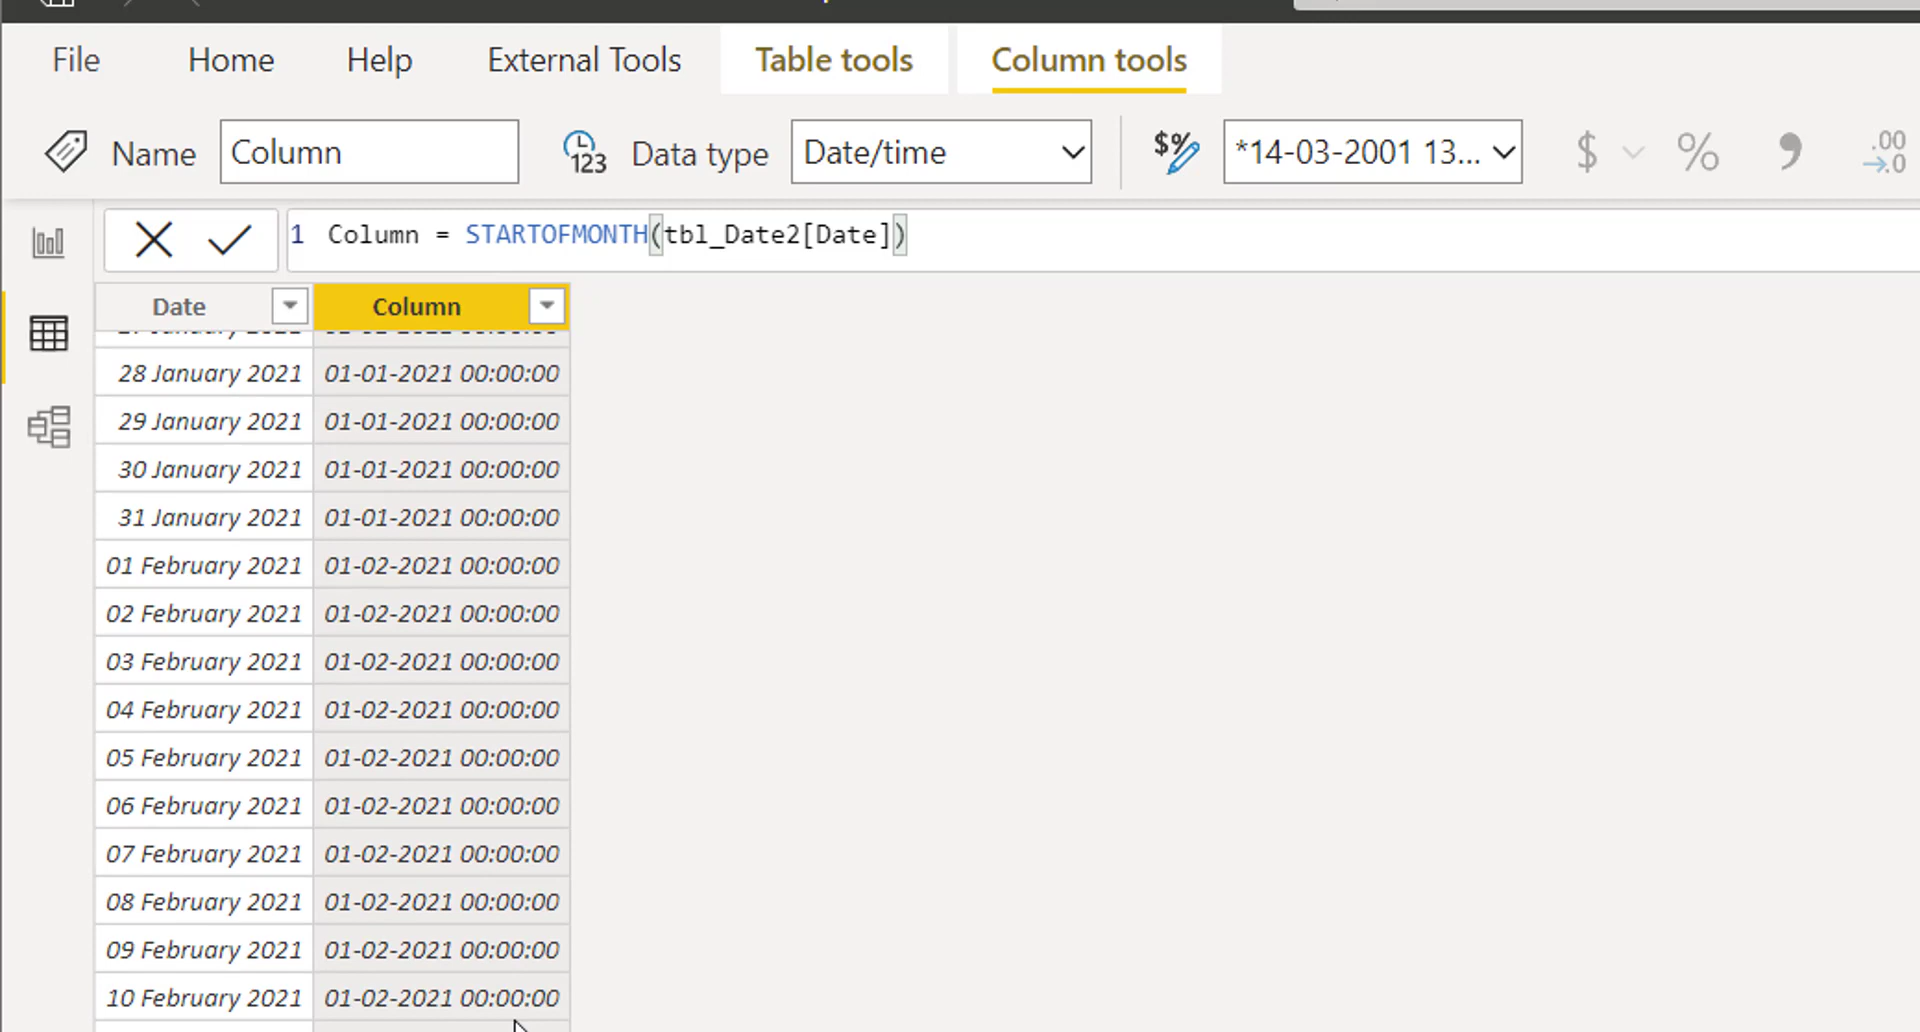 File Home Help External Tools Table tools Column tools
Name Column 123 Data type Date/time $% *14-03-2001 13... $ % , .00 →.0
1 Column = STARTOFMONTH(tbl_Date2[Date])
Date Column
28 January 2021 01-01-2021 00:00:00
29 January 2021 01-01-2021 00:00:00
30 January 2021 01-01-2021 00:00:00
31 January 2021 01-01-2021 00:00:00
01 February 2021 01-02-2021 00:00:00
02 February 2021 01-02-2021 00:00:00
03 February 2021 01-02-2021 00:00:00
04 February 2021 01-02-2021 00:00:00
05 February 2021 01-02-2021 00:00:00
06 February 2021 01-02-2021 00:00:00
07 February 2021 01-02-2021 00:00:00
08 February 2021 01-02-2021 00:00:00
09 February 2021 01-02-2021 00:00:00
10 February 2021 01-02-2021 00:00:00